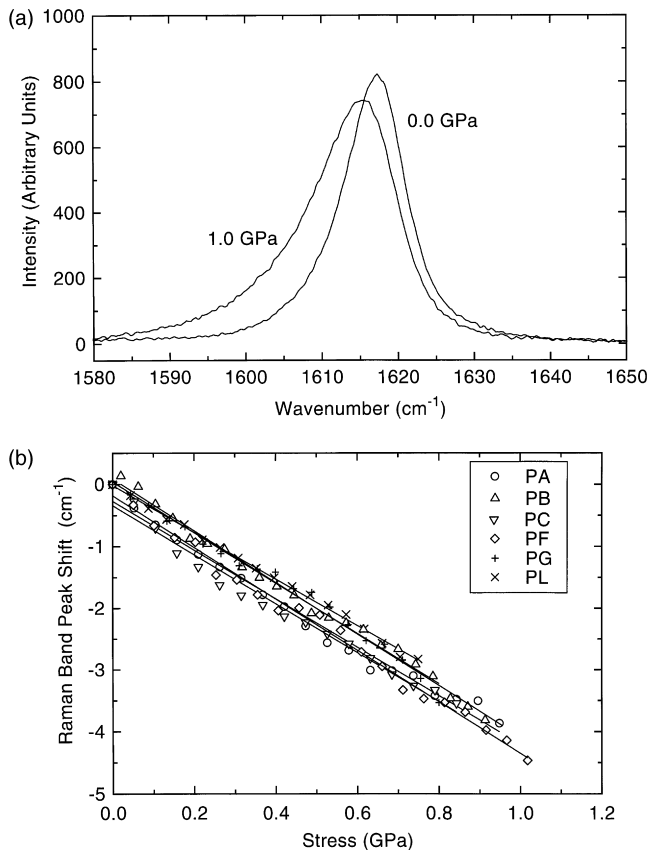 (a)
1000
800
600
400
200
0
Intensity (Arbitrary Units)
0.0 GPa
1.0 GPa
1580 1590 1600 1610 1620 1630 1640 1650
Wavenumber (cm-1)
(b)
0
-1
-2
-3
-4
-5
Raman Band Peak Shift (cm-1)
PA
PB
PC
PF
PG
PL
0.0 0.2 0.4 0.6 0.8 1.0 1.2
Stress (GPa)